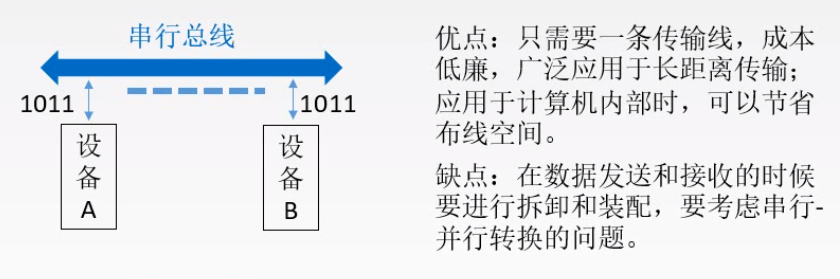 串行总线
1011
1011
设备A
设备B
优点：只需要一条传输线，成本
低廉，广泛应用于长距离传输；
应用于计算机内部时，可以节省
布线空间。
缺点：在数据发送和接收的时候
要进行拆卸和装配，要考虑串行-
并行转换的问题。